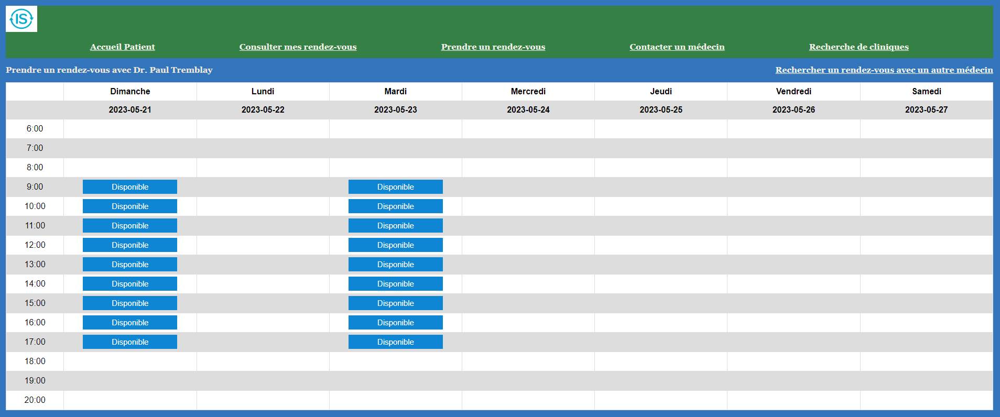 IS
Accueil Patient Consulter mes rendez-vous Prendre un rendez-vous Contacter un médecin Recherche de cliniques
Prendre un rendez-vous avec Dr. Paul Tremblay Rechercher un rendez-vous avec un autre médecin
Dimanche Lundi Mardi Mercredi Jeudi Vendredi Samedi
2023-05-21 2023-05-22 2023-05-23 2023-05-24 2023-05-25 2023-05-26 2023-05-27
6:00
7:00
8:00
9:00 Disponible Disponible
10:00 Disponible Disponible
11:00 Disponible Disponible
12:00 Disponible Disponible
13:00 Disponible Disponible
14:00 Disponible Disponible
15:00 Disponible Disponible
16:00 Disponible Disponible
17:00 Disponible Disponible
18:00
19:00
20:00